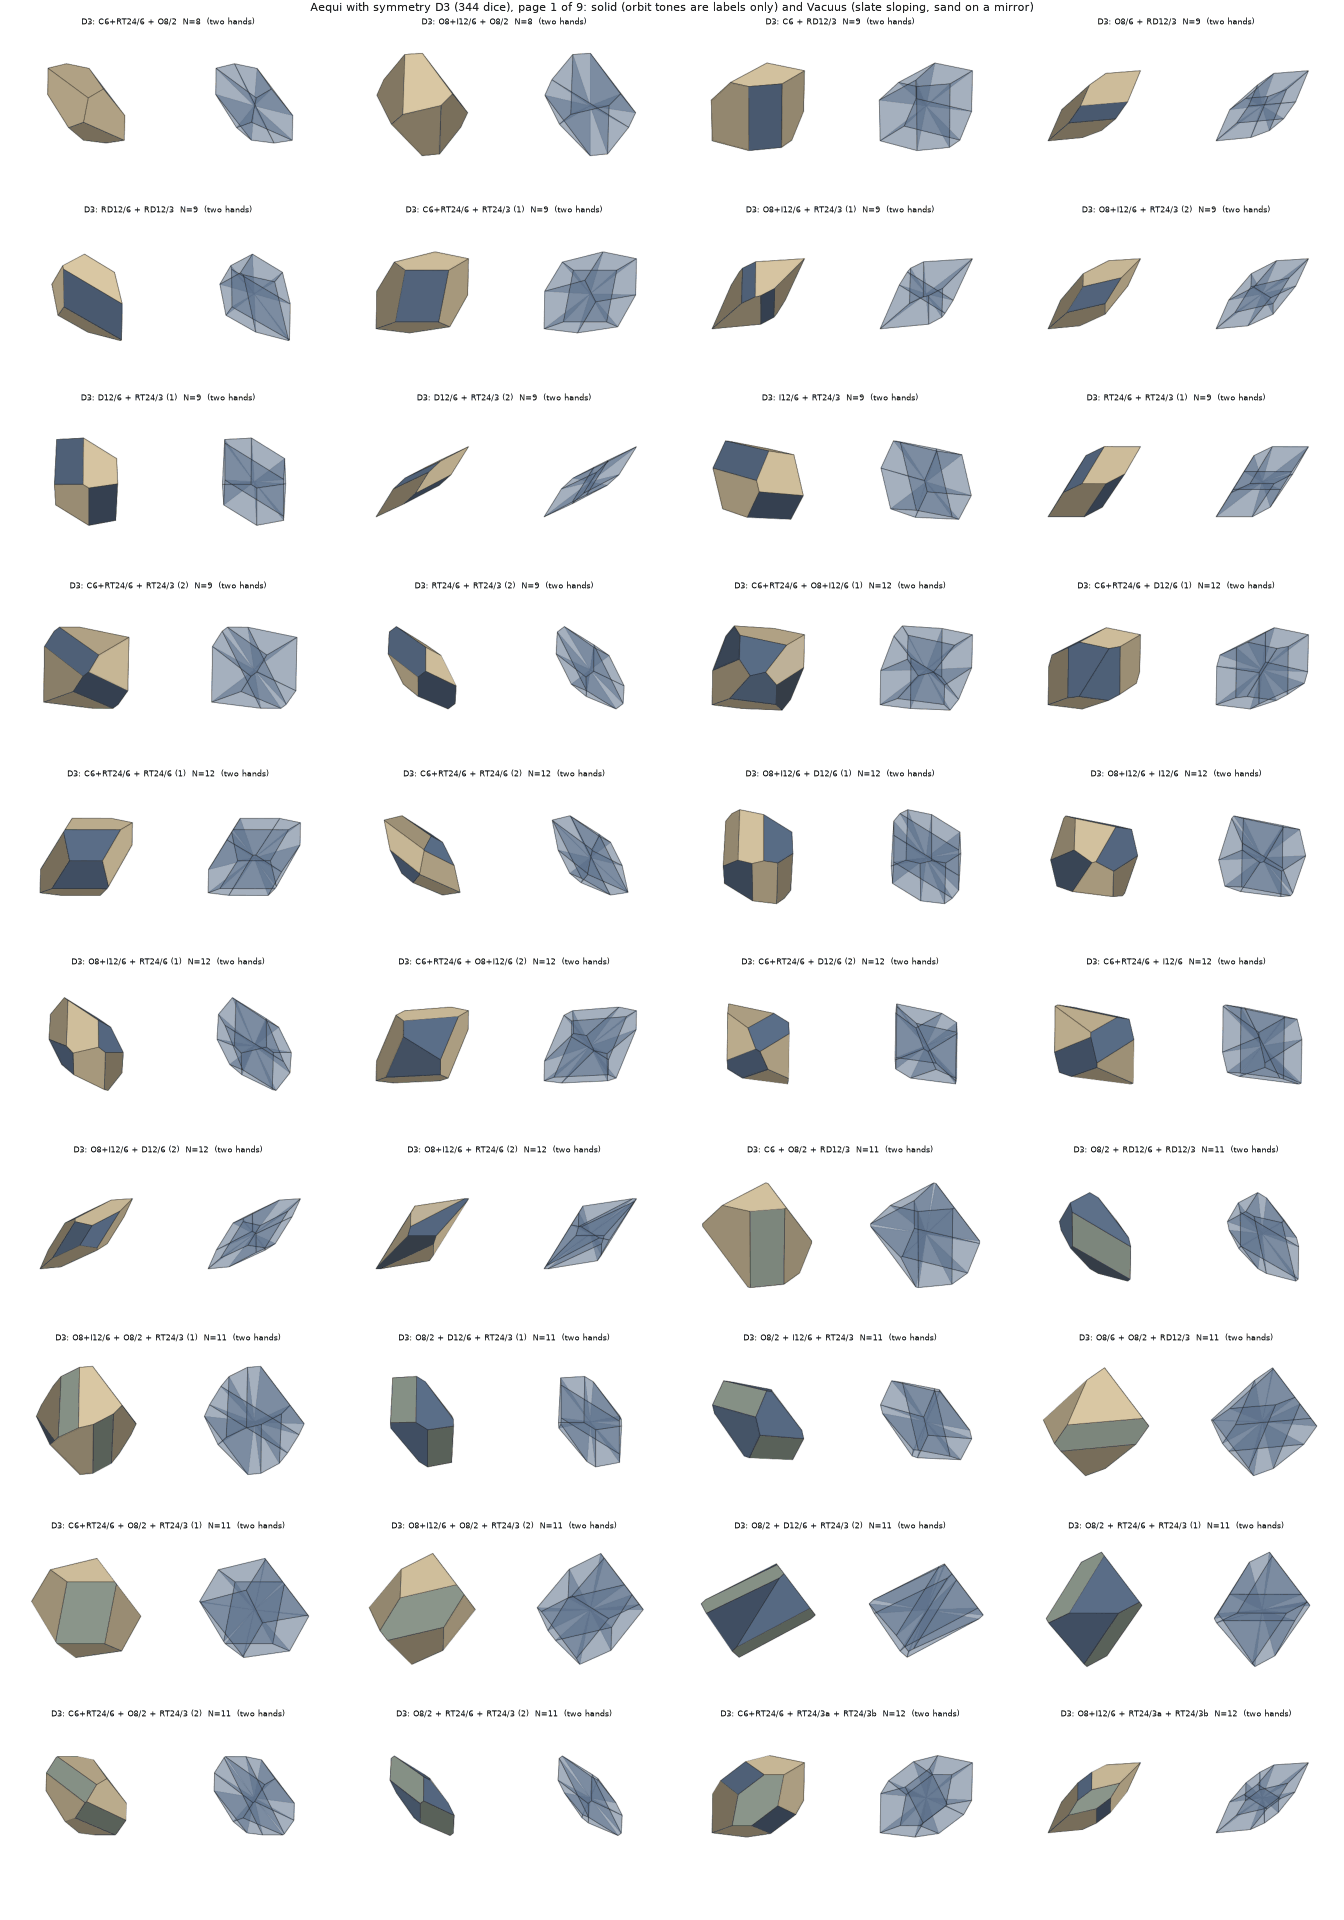 Aequi with symmetry D3 (344 dice), page 1 of 9: solid (orbit tones are labels only) and Vacuus (slate sloping, sand on a mirror)
D3: C6+RT24/6 + O8/2 N=8 (two hands)
D3: O8+I12/6 + O8/2 N=8 (two hands)
D3: C6 + RD12/3 N=9 (two hands)
D3: O8/6 + RD12/3 N=9 (two hands)
D3: RD12/6 + RD12/3 N=9 (two hands)
D3: C6+RT24/6 + RT24/3 (1) N=9 (two hands)
D3: O8+I12/6 + RT24/3 (1) N=9 (two hands)
D3: O8+I12/6 + RT24/3 (2) N=9 (two hands)
D3: D12/6 + RT24/3 (1) N=9 (two hands)
D3: D12/6 + RT24/3 (2) N=9 (two hands)
D3: I12/6 + RT24/3 N=9 (two hands)
D3: RT24/6 + RT24/3 (1) N=9 (two hands)
D3: C6+RT24/6 + RT24/3 (2) N=9 (two hands)
D3: RT24/6 + RT24/3 (2) N=9 (two hands)
D3: C6+RT24/6 + O8+I12/6 (1) N=12 (two hands)
D3: C6+RT24/6 + D12/6 (1) N=12 (two hands)
D3: C6+RT24/6 + RT24/6 (1) N=12 (two hands)
D3: C6+RT24/6 + RT24/6 (2) N=12 (two hands)
D3: O8+I12/6 + D12/6 (1) N=12 (two hands)
D3: O8+I12/6 + I12/6 N=12 (two hands)
D3: O8+I12/6 + RT24/6 (1) N=12 (two hands)
D3: C6+RT24/6 + O8+I12/6 (2) N=12 (two hands)
D3: C6+RT24/6 + D12/6 (2) N=12 (two hands)
D3: C6+RT24/6 + I12/6 N=12 (two hands)
D3: O8+I12/6 + D12/6 (2) N=12 (two hands)
D3: O8+I12/6 + RT24/6 (2) N=12 (two hands)
D3: C6 + O8/2 + RD12/3 N=11 (two hands)
D3: O8/2 + RD12/6 + RD12/3 N=11 (two hands)
D3: O8+I12/6 + O8/2 + RT24/3 (1) N=11 (two hands)
D3: O8/2 + D12/6 + RT24/3 (1) N=11 (two hands)
D3: O8/2 + I12/6 + RT24/3 N=11 (two hands)
D3: O8/6 + O8/2 + RD12/3 N=11 (two hands)
D3: C6+RT24/6 + O8/2 + RT24/3 (1) N=11 (two hands)
D3: O8+I12/6 + O8/2 + RT24/3 (2) N=11 (two hands)
D3: O8/2 + D12/6 + RT24/3 (2) N=11 (two hands)
D3: O8/2 + RT24/6 + RT24/3 (1) N=11 (two hands)
D3: C6+RT24/6 + O8/2 + RT24/3 (2) N=11 (two hands)
D3: O8/2 + RT24/6 + RT24/3 (2) N=11 (two hands)
D3: C6+RT24/6 + RT24/3a + RT24/3b N=12 (two hands)
D3: O8+I12/6 + RT24/3a + RT24/3b N=12 (two hands)